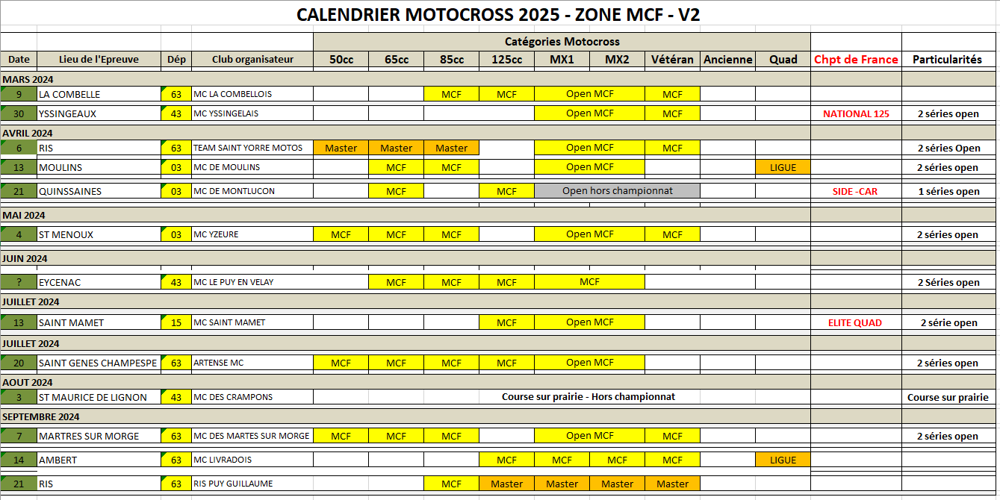 CALENDRIER MOTOCROSS 2025 - ZONE MCF - V2
Catégories Motocross
Date Lieu de l'Epreuve Dép Club organisateur 50cc 65cc 85cc 125cc MX1 MX2 Vétéran Ancienne Quad Chpt de France Particularités
MARS 2024
9 LA COMBELLE 63 MC LA COMBELLOIS MCF MCF Open MCF MCF
30 YSSINGEAUX 43 MC YSSINGELAIS Open MCF MCF NATIONAL 125 2 séries open
AVRIL 2024
6 RIS 63 TEAM SAINT YORRE MOTOS Master Master Master Open MCF MCF 2 séries Open
13 MOULINS 03 MC DE MOULINS MCF MCF Open MCF LIGUE 2 séries open
21 QUINSSAINES 03 MC DE MONTLUCON MCF MCF Open hors championnat SIDE -CAR 1 séries open
MAI 2024
4 ST MENOUX 03 MC YZEURE MCF MCF MCF Open MCF MCF 2 séries open
JUIN 2024
? EYCENAC 43 MC LE PUY EN VELAY MCF MCF MCF MCF 2 Séries open
JUILLET 2024
13 SAINT MAMET 15 MC SAINT MAMET MCF Open MCF ELITE QUAD 2 série open
JUILLET 2024
20 SAINT GENES CHAMPESPE 63 ARTENSE MC MCF MCF MCF MCF Open MCF 2 séries open
AOUT 2024
3 ST MAURICE DE LIGNON 43 MC DES CRAMPONS Course sur prairie - Hors championnat Course sur prairie
SEPTEMBRE 2024
7 MARTRES SUR MORGE 63 MC DES MARTES SUR MORGE MCF MCF MCF Open MCF MCF 2 séries open
14 AMBERT 63 MC LIVRADOIS MCF MCF MCF MCF LIGUE
21 RIS 63 RIS PUY GUILLAUME MCF Master Master Master Master